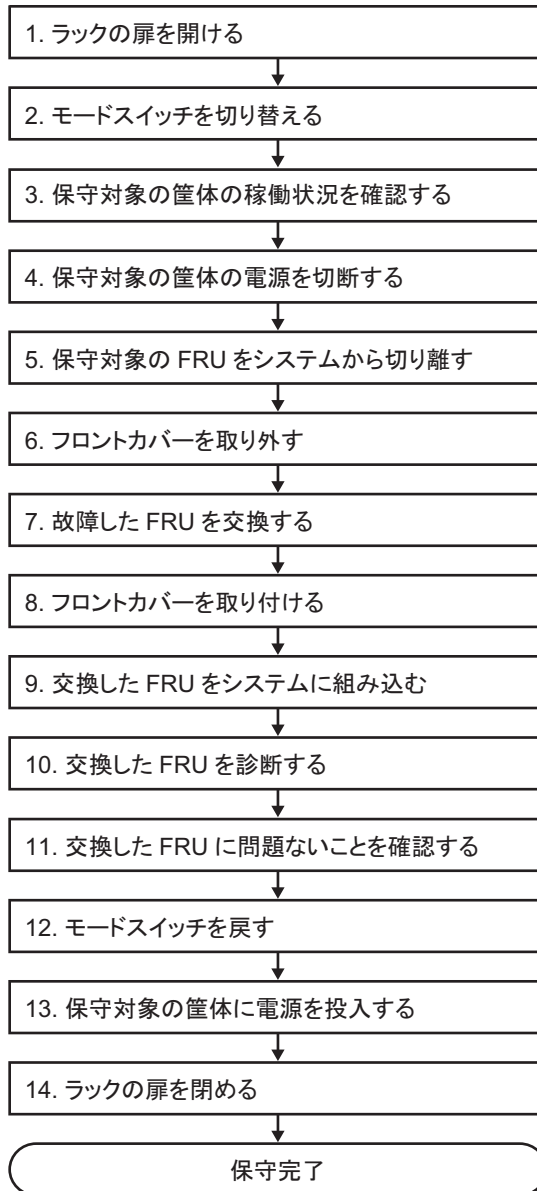 1. ラックの扉を開ける
2. モードスイッチを切り替える
3. 保守対象の筐体の稼働状況を確認する
4. 保守対象の筐体の電源を切断する
5. 保守対象の FRU をシステムから切り離す
6. フロントカバーを取り外す
7. 故障した FRU を交換する
8. フロントカバーを取り付ける
9. 交換した FRU をシステムに組み込む
10. 交換した FRU を診断する
11. 交換した FRU に問題ないことを確認する
12. モードスイッチを戻す
13. 保守対象の筐体に電源を投入する
14. ラックの扉を閉める
保守完了